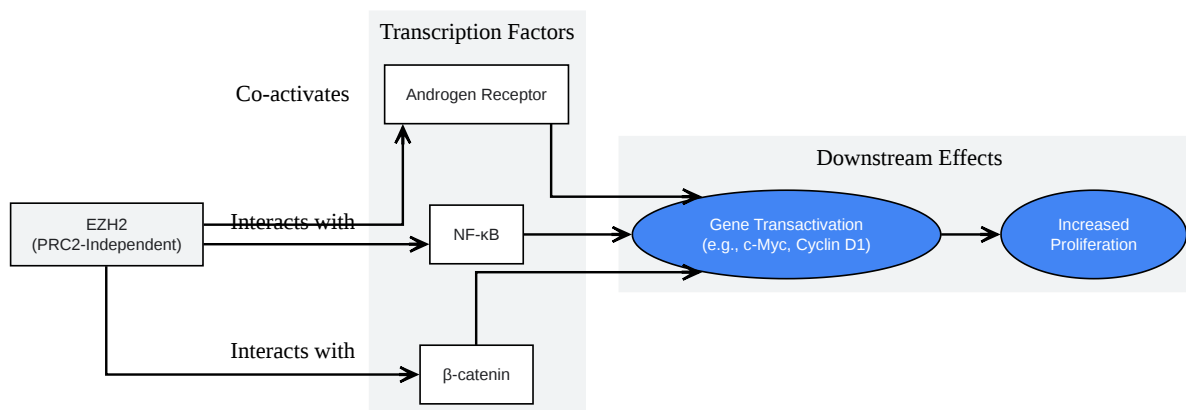 Transcription Factors
Co-activates
Androgen Receptor
Downstream Effects
EZH2
(PRC2-Independent)
Interacts with
NF-κB
Gene Transactivation
(e.g., c-Myc, Cyclin D1)
Increased
Proliferation
Interacts with
β-catenin